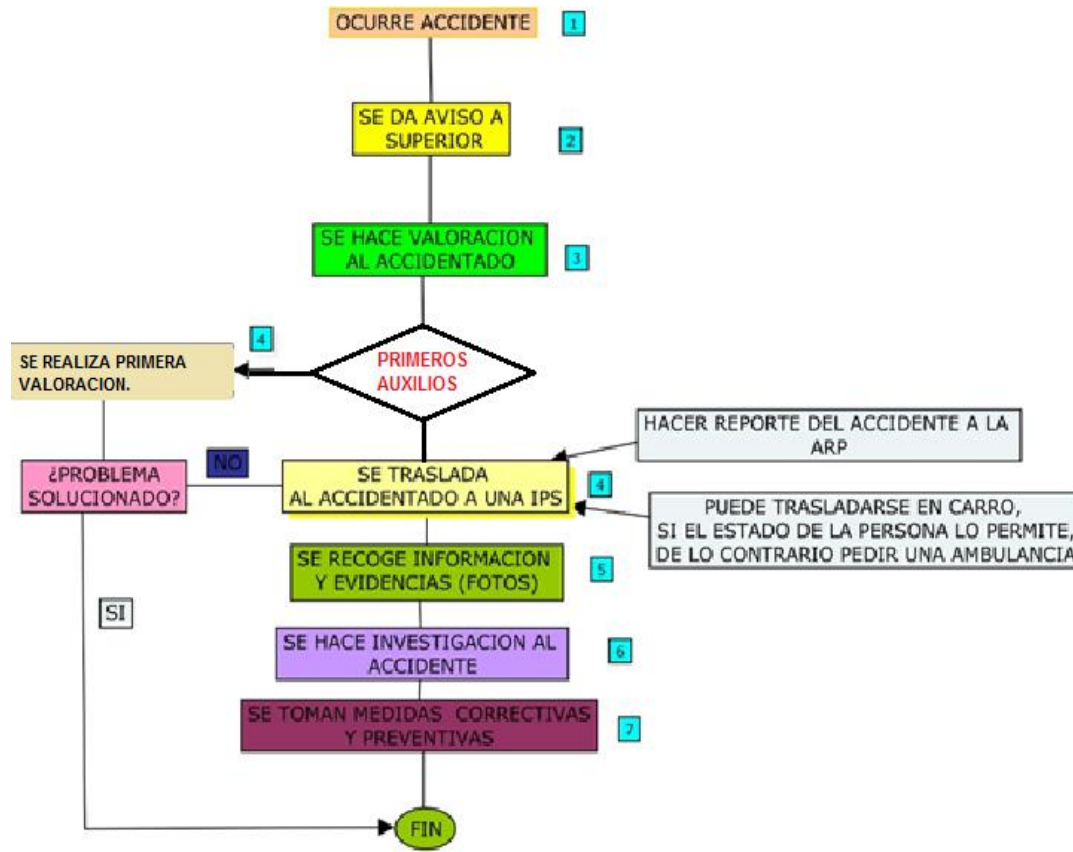 OCURRE ACCIDENTE
1
SE DA AVISO A
SUPERIOR
2
SE HACE VALORACION
AL ACCIDENTADO
3
4
PRIMEROS
AUXILIOS
SE REALIZA PRIMERA
VALORACION.
HACER REPORTE DEL ACCIDENTE A LA
ARP
¿PROBLEMA
SOLUCIONADO?
NO
SE TRASLADA
AL ACCIDENTADO A UNA IPS
4
PUEDE TRASLADARSE EN CARRO,
SI EL ESTADO DE LA PERSONA LO PERMITE,
DE LO CONTRARIO PEDIR UNA AMBULANCIA
SE RECOGE INFORMACION
Y EVIDENCIAS (FOTOS)
5
SI
SE HACE INVESTIGACION AL
ACCIDENTE
6
SE TOMAN MEDIDAS CORRECTIVAS
Y PREVENTIVAS
7
FIN